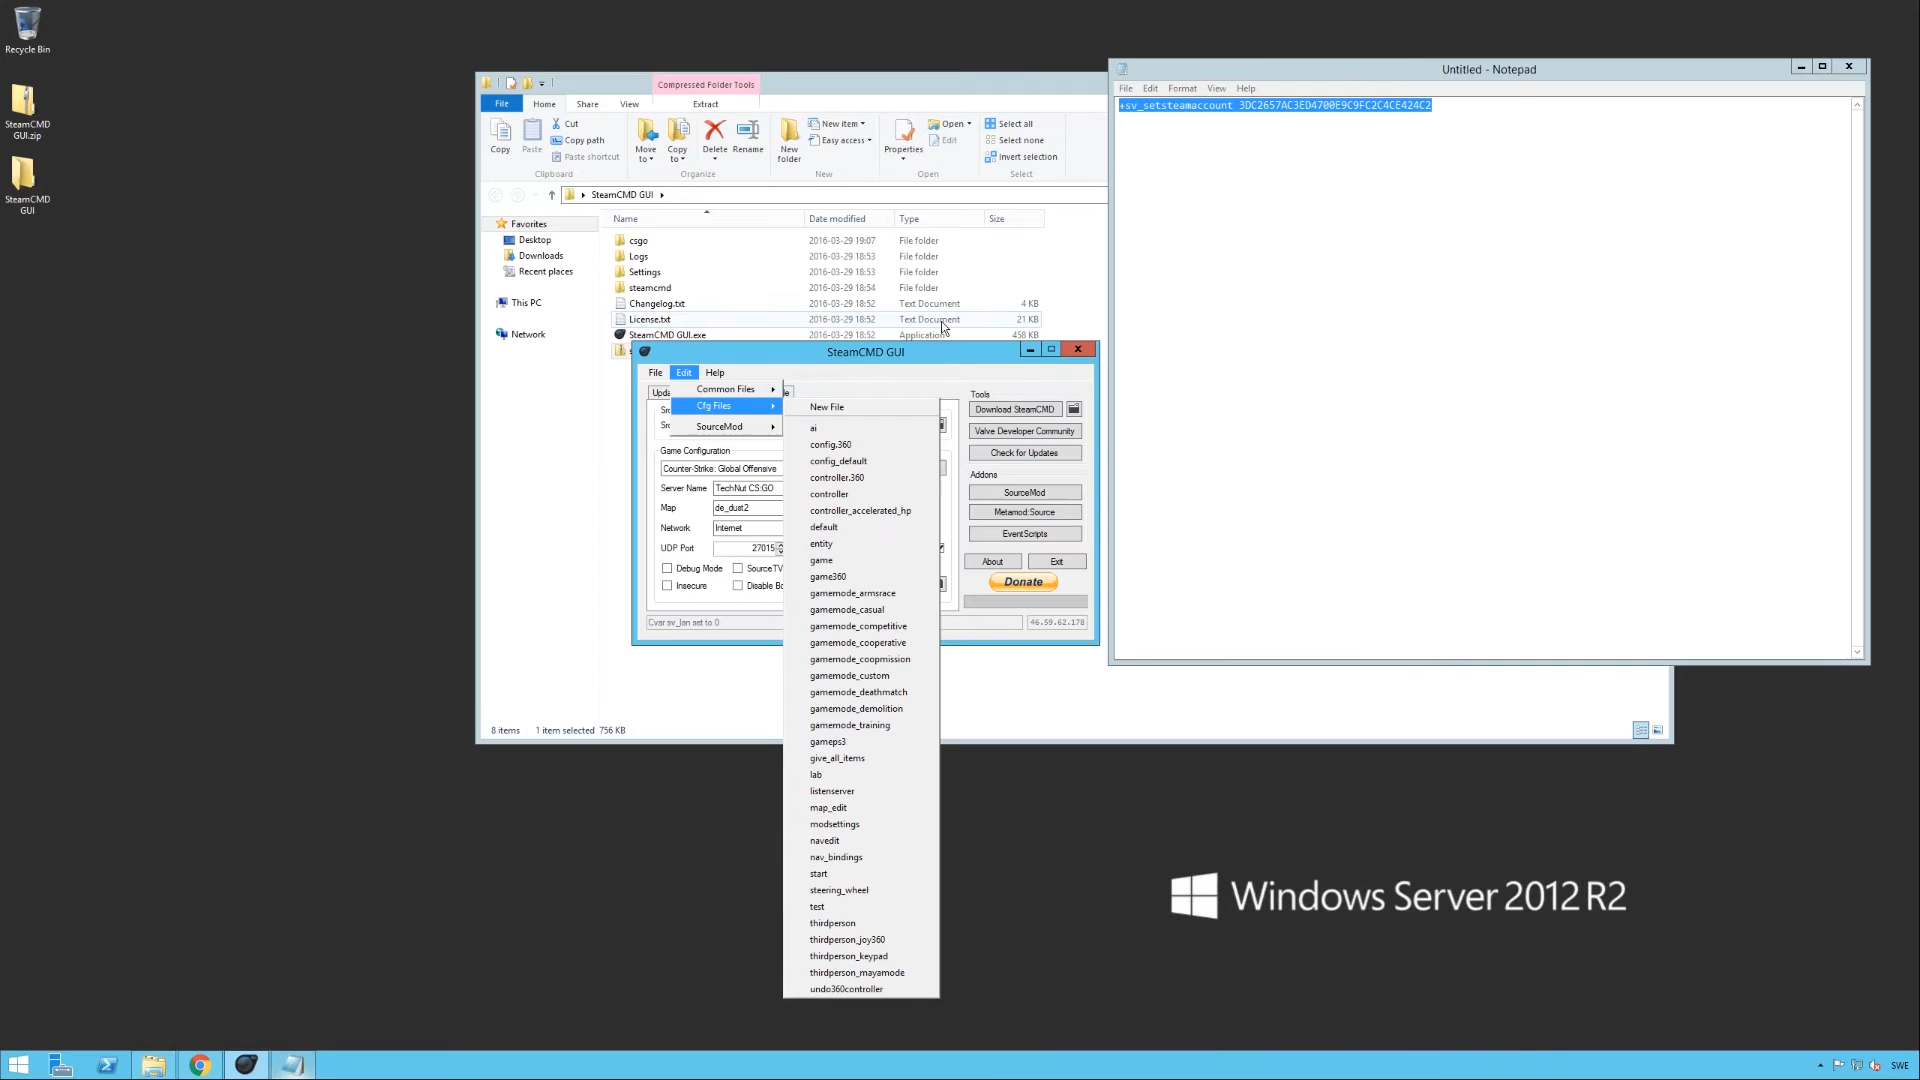 Recycle Bin
SteamCMD
GUI.zip
SteamCMD
GUI
Compressed Folder Tools
File
Home
Share
View
Extract
Copy
Paste
Cut
Copy path
Paste shortcut
Clipboard
Move
to
Copy
to
Delete
Rename
Organize
New
folder
New item
Easy access
New
Properties
Open
Edit
Open
Select all
Select none
Invert selection
Select
SteamCMD GUI
Name
Date modified
Type
Size
Favorites
Desktop
Downloads
Recent places
This PC
Network
csgo 2016-03-29 19:07 File folder
Logs 2016-03-29 18:53 File folder
Settings 2016-03-29 18:53 File folder
steamcmd 2016-03-29 18:54 File folder
Changelog.txt 2016-03-29 18:52 Text Document 4 KB
License.txt 2016-03-29 18:52 Text Document 21 KB
SteamCMD GUI.exe 2016-03-29 18:52 Application 458 KB
8 items 1 item selected 756 KB
SteamCMD GUI
File Edit Help
Common Files
Cfg Files
SourceMod
Game Configuration
Counter-Strike: Global Offensive
Server Name TechNut CS:GO
Map de_dust2
Network Internet
UDP Port 27015
Debug Mode SourceTV
Insecure
Cvar sv_lan set to 0
46.59.62.178
Tools
Download SteamCMD
Valve Developer Community
Check for Updates
Addons
SourceMod
Metamod:Source
EventScripts
About Exit
Donate
New File
ai
config.360
config_default
controller.360
controller
controller_accelerated_hp
default
entity
game
game360
gamemode_armsrace
gamemode_casual
gamemode_competitive
gamemode_cooperative
gamemode_coopmission
gamemode_custom
gamemode_deathmatch
gamemode_demolition
gamemode_training
gameps3
give_all_items
lab
listenserver
map_edit
modsettings
navedit
nav_bindings
start
steering_wheel
test
thirdperson
thirdperson_joy360
thirdperson_keypad
thirdperson_mayamode
undo360controller
Untitled - Notepad
File Edit Format View Help
+sv_setsteamaccount 3DC2657AC3ED4700E9C9FC2C4CE424C2
Windows Server 2012 R2
SWE